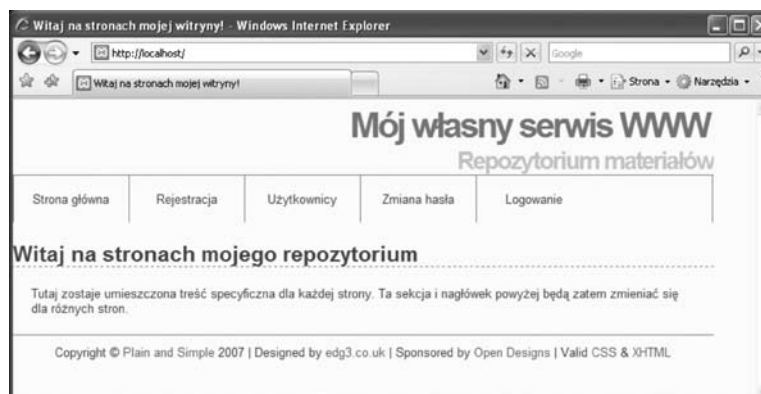 Witaj na stronach mojej witryny! - Windows Internet Explorer
http://localhost/
Google
Witaj na stronach mojej witryny!
Strona
Narzędzia
Mój własny serwis WWW
Repozytorium materiałów
Strona główna
Rejestracja
Użytkownicy
Zmiana hasła
Logowanie
Witaj na stronach mojego repozytorium
Tutaj zostaje umieszczona treść specyficzna dla każdej strony. Ta sekcja i nagłówek powyżej będą zatem zmieniać się
dla różnych stron.
Copyright © Plain and Simple 2007 | Designed by edg3.co.uk | Sponsored by Open Designs | Valid CSS & XHTML